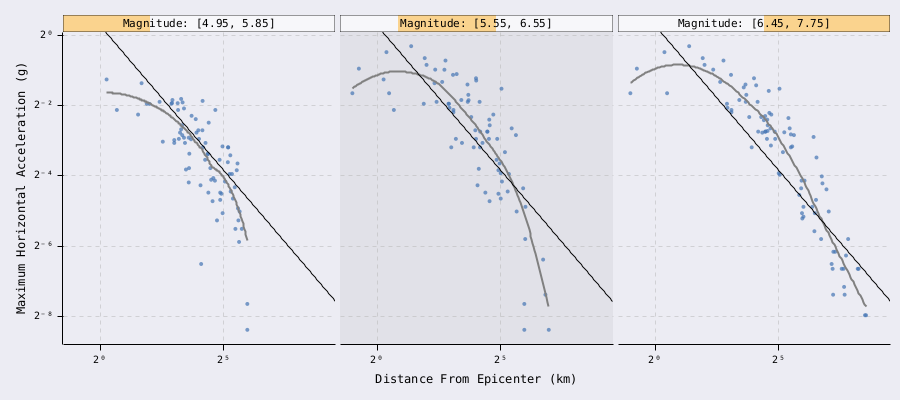 Magnitude: [4.95, 5.85] Magnitude: [5.55, 6.55] Magnitude: [6.45, 7.75]
Maximum Horizontal Acceleration (g)
2⁰
2⁻²
2⁻⁴
2⁻⁶
2⁻⁸
2⁰ 2⁵ 2⁰ 2⁵ 2⁰ 2⁵
Distance From Epicenter (km)